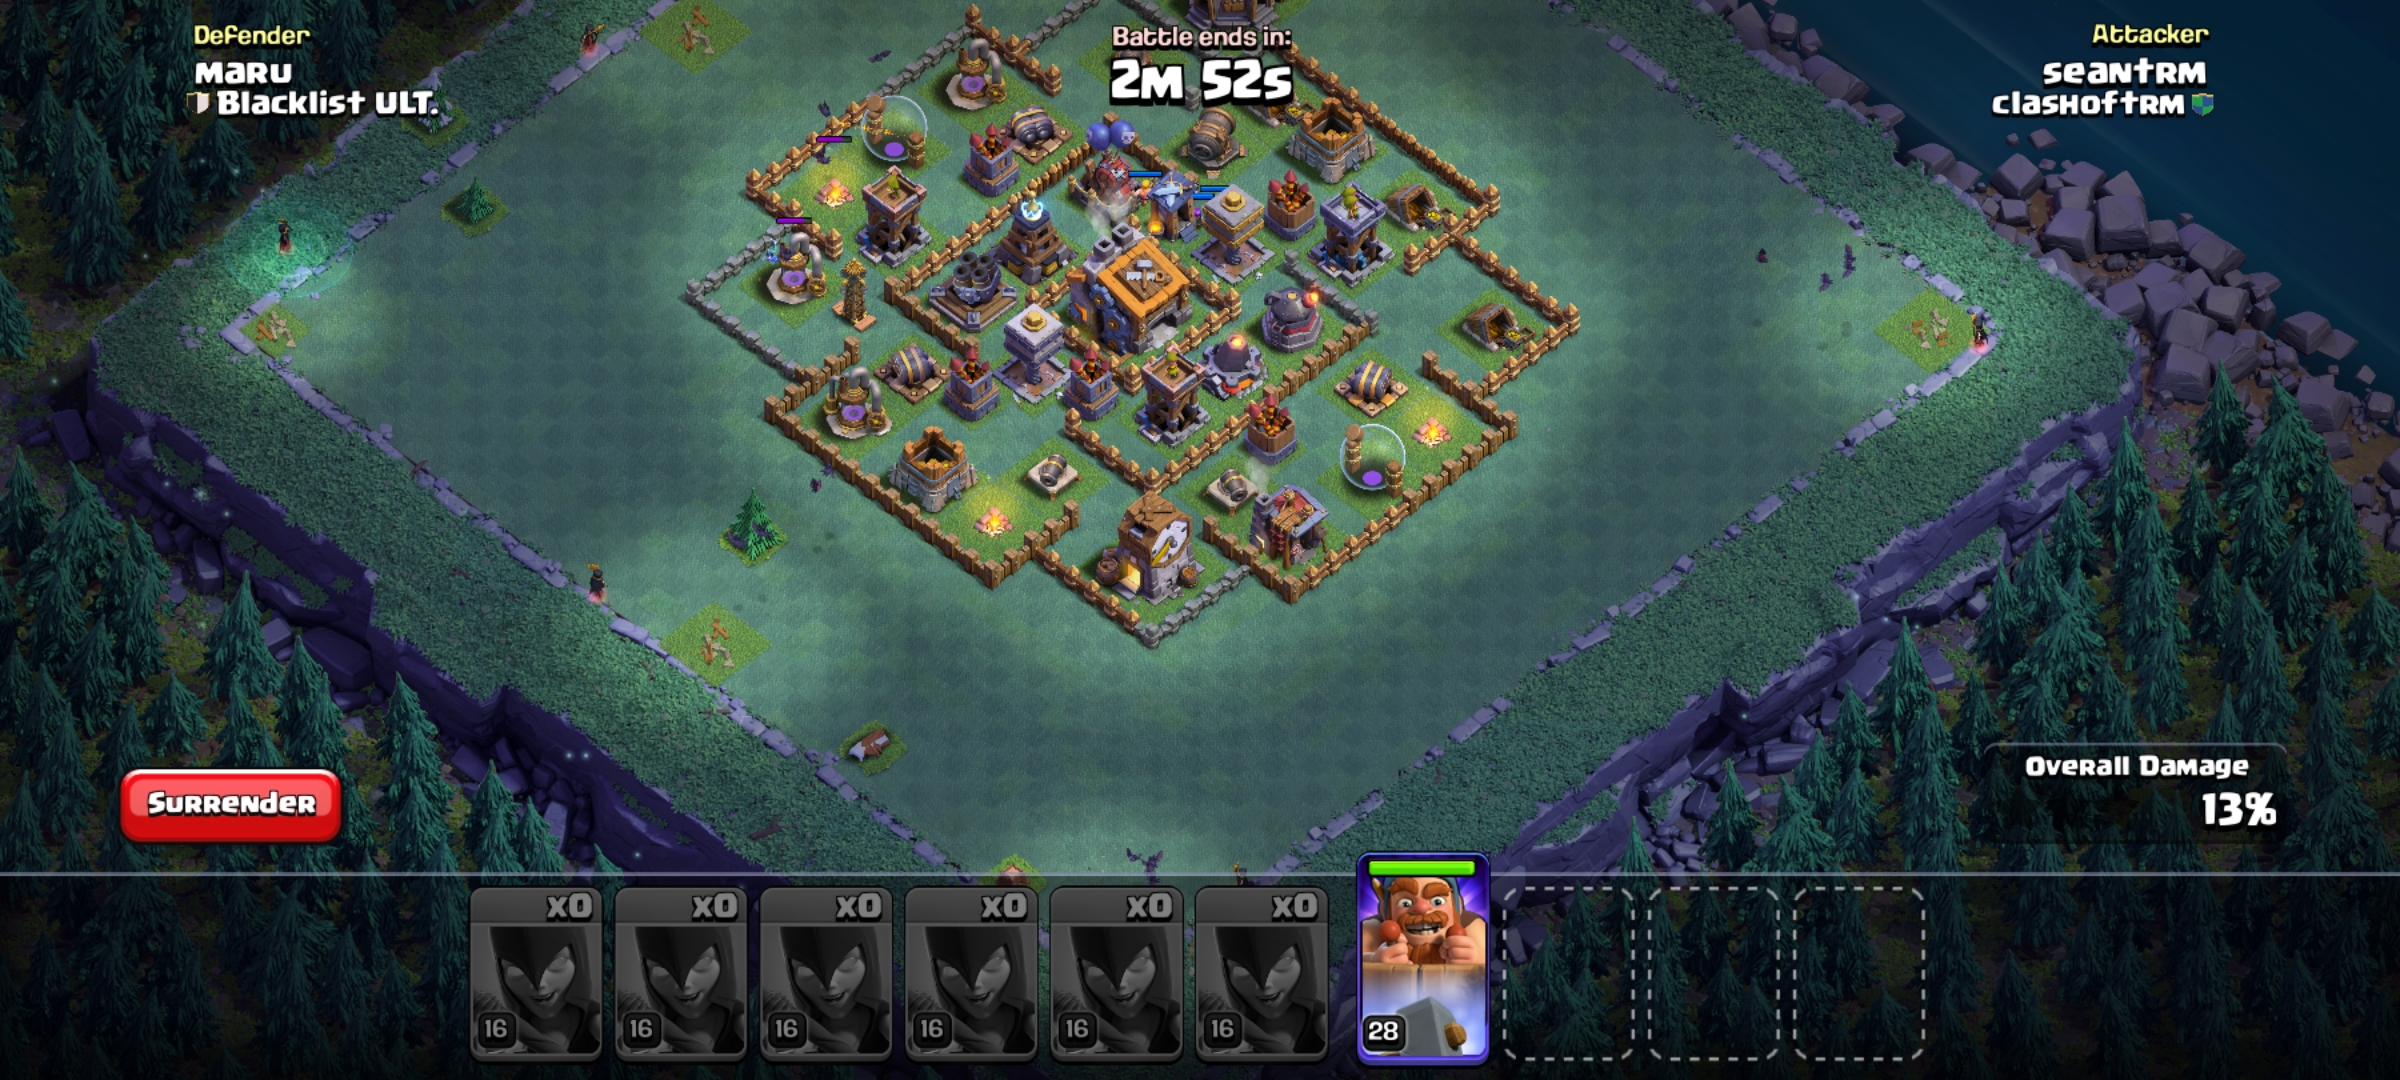 Defender
MARU
Blacklist ULT.
Battle ends in:
2M 52s
Attacker
seantRM
clashoftRM
Surrender
Overall Damage
13%
x0
x0
x0
x0
x0
x0
16
16
16
16
16
16
28